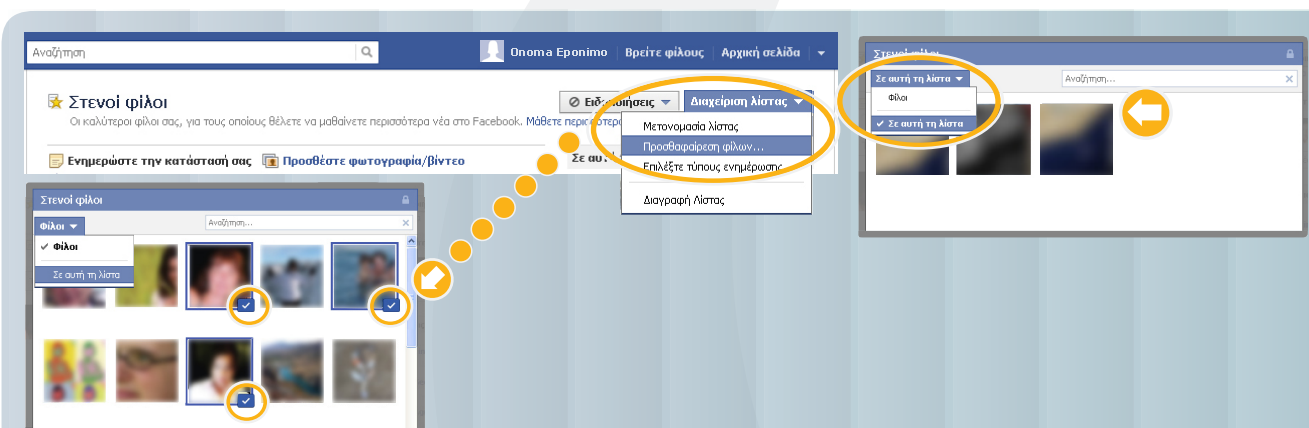 Αναζήτηση
Onoma Eponimo Βρείτε φίλους Αρχική σελίδα
Στενοί φίλοι
Ειδοποιήσεις Διαχείριση λίστας
Οι καλύτεροι φίλοι σας, για τους οποίους θέλετε να μαθαίνετε περισσότερα νέα στο Facebook. Μάθετε
Ενημερώστε την κατάστασή σας Προσθέστε φωτογραφία/βίντεο
Σε αυτή
Μετονομασία λίστας
Προσθαφαίρεση φίλων...
Επιλέξτε τύπους ενημέρωσης
Διαγραφή Λίστας
Στενοί φίλοι
Φίλοι
Αναζήτηση...
Φίλοι
Σε αυτή τη λίστα
Στενοί φίλοι
Σε αυτή τη λίστα
Αναζήτηση...
Φίλοι
Σε αυτή τη λίστα